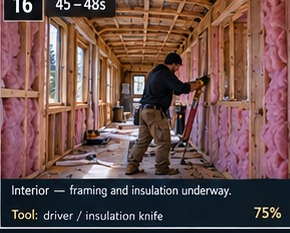 16
45 – 48s
Interior — framing and insulation underway.
Tool: driver / insulation knife
75%